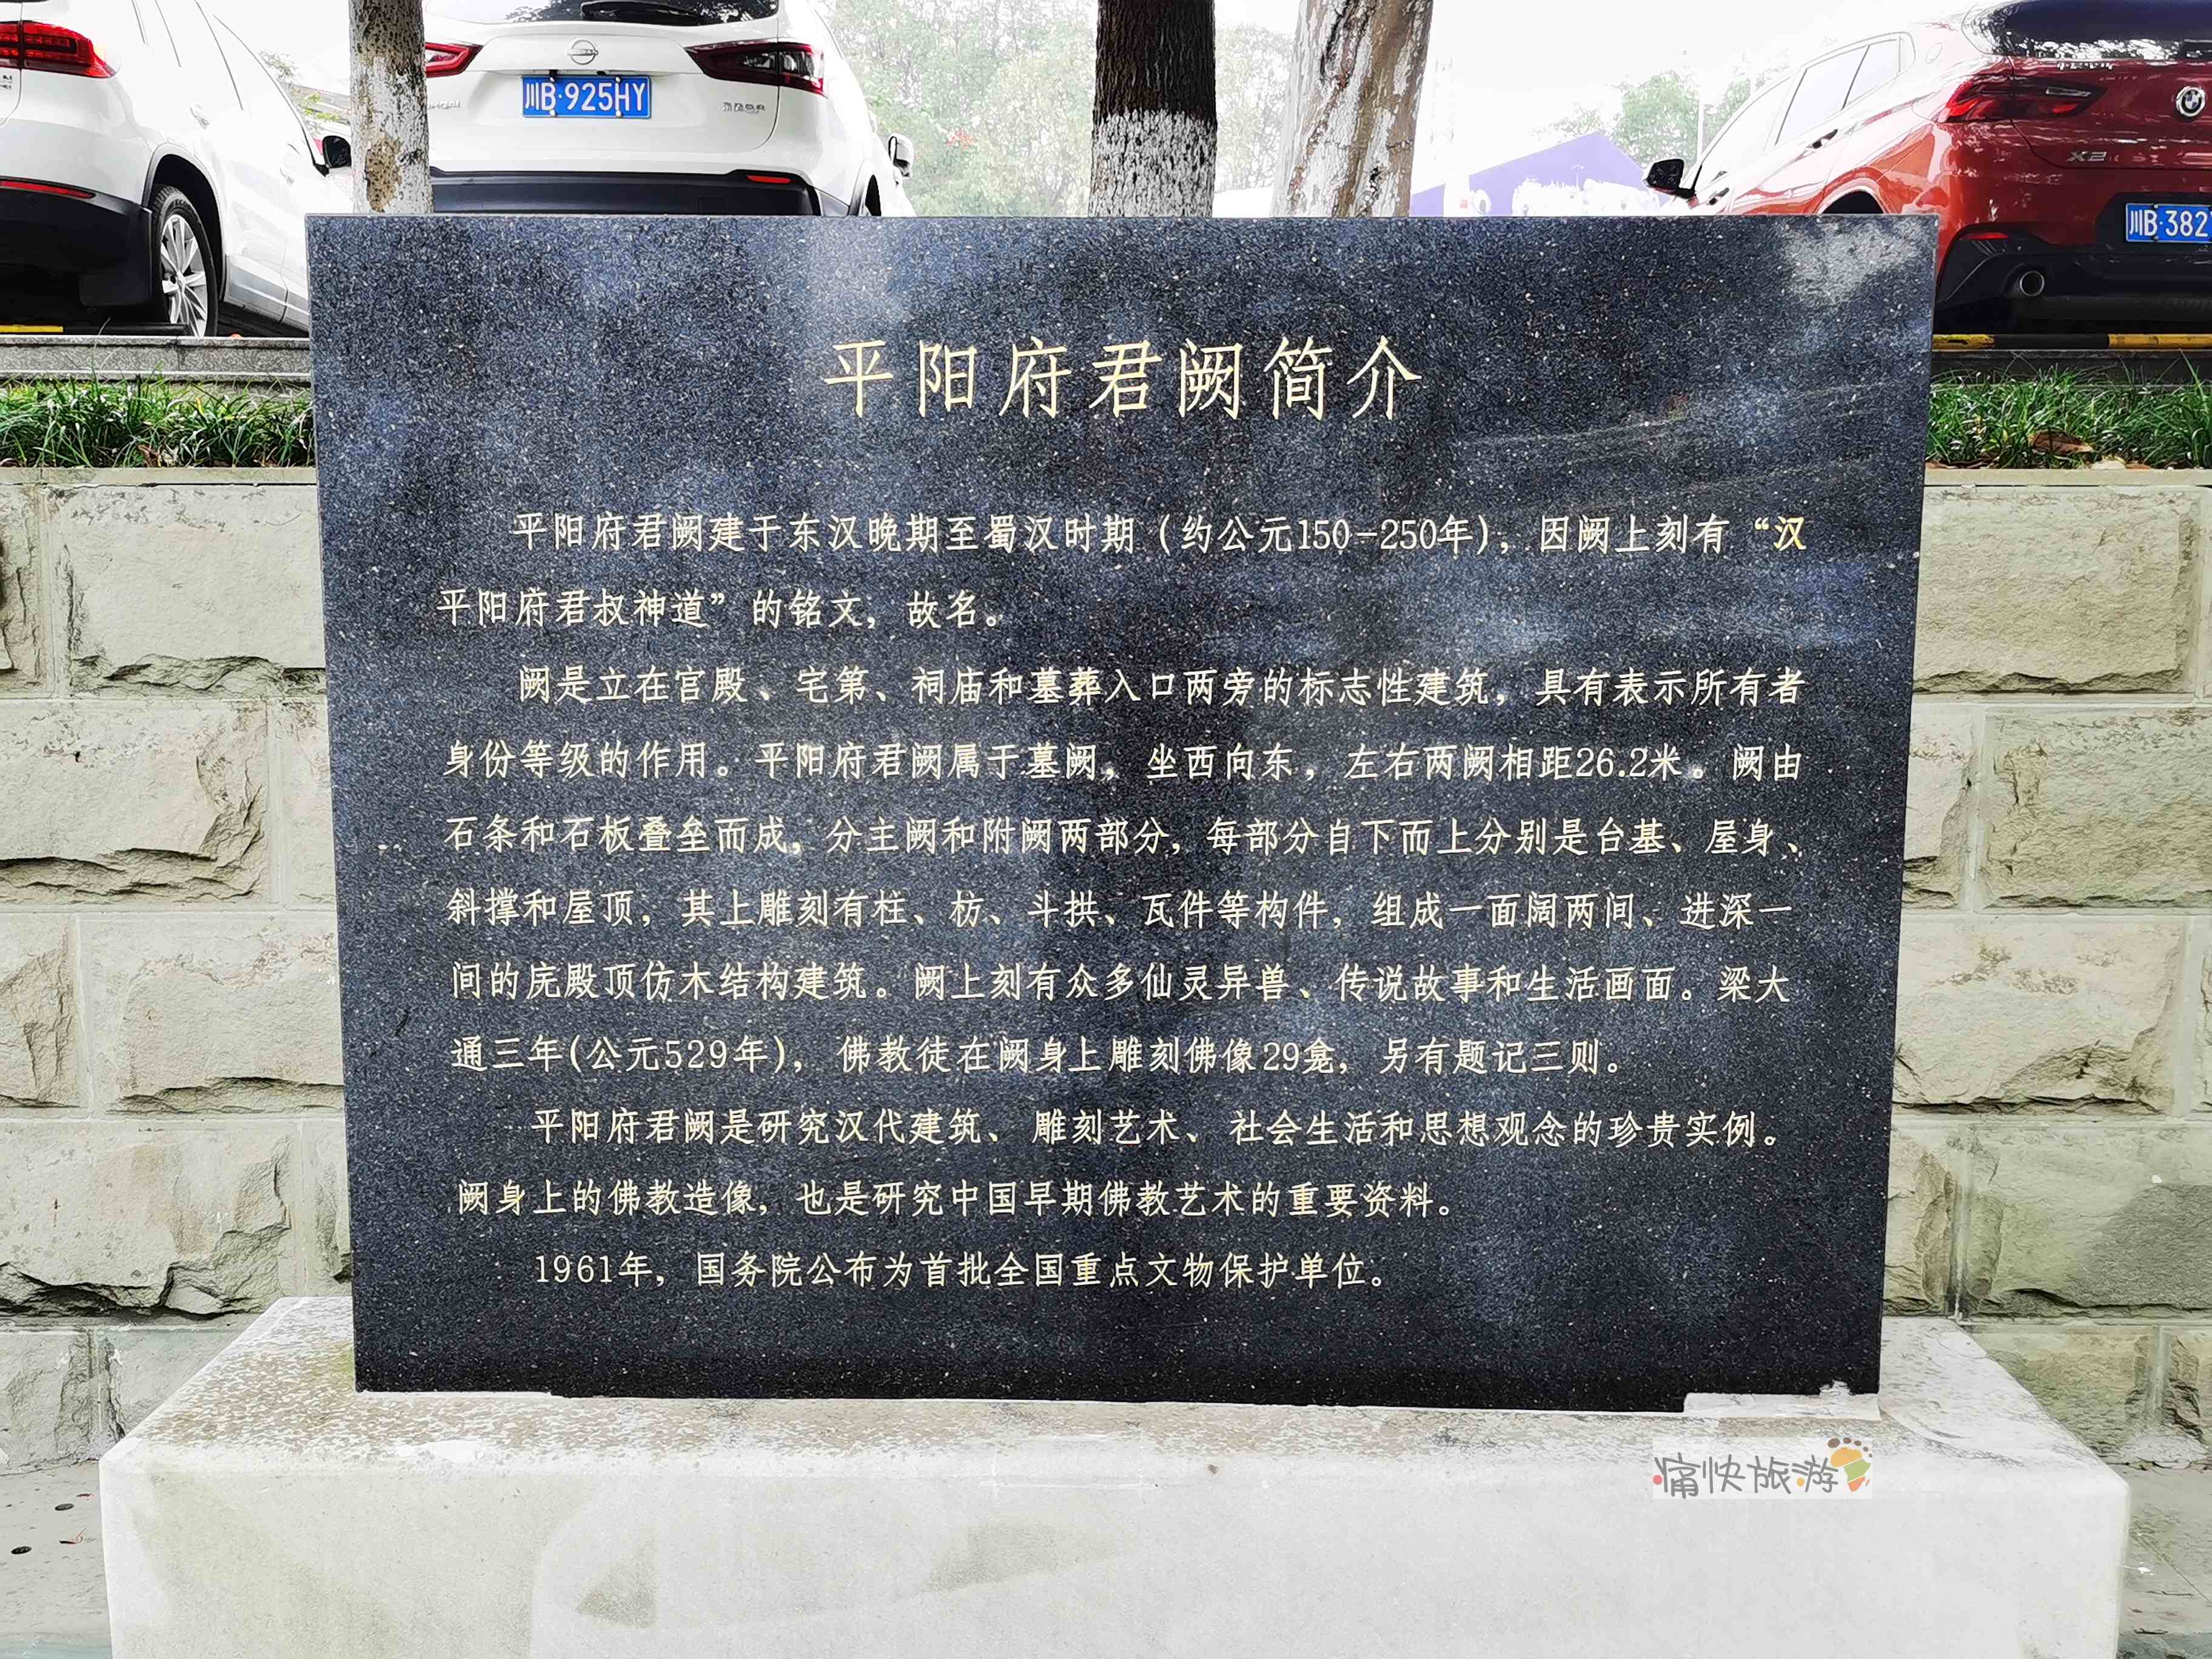 川B·925HY
X2
川B·382
平阳府君阙简介
平阳府君阙建于东汉晚期至蜀汉时期（约公元150-250年），因阙上刻有“汉
平阳府君叔神道”的铭文，故名。
阙是立在宫殿、宅第、祠庙和墓葬入口两旁的标志性建筑，具有表示所有者
身份等级的作用。平阳府君阙属于墓阙，坐西向东，左右两阙相距26.2米。阙由
石条和石板叠垒而成，分主阙和附阙两部分，每部分自下而上分别是台基、屋身、
斜撑和屋顶，其上雕刻有柱、枋、斗拱、瓦件等构件，组成一面阔两间、进深一
间的庑殿顶仿木结构建筑。阙上刻有众多仙灵异兽、传说故事和生活画面。梁大
通三年(公元529年)，佛教徒在阙身上雕刻佛像29龛，另有题记三则。
平阳府君阙是研究汉代建筑、雕刻艺术、社会生活和思想观念的珍贵实例。
阙身上的佛教造像，也是研究中国早期佛教艺术的重要资料。
1961年，国务院公布为首批全国重点文物保护单位。
痛快旅游